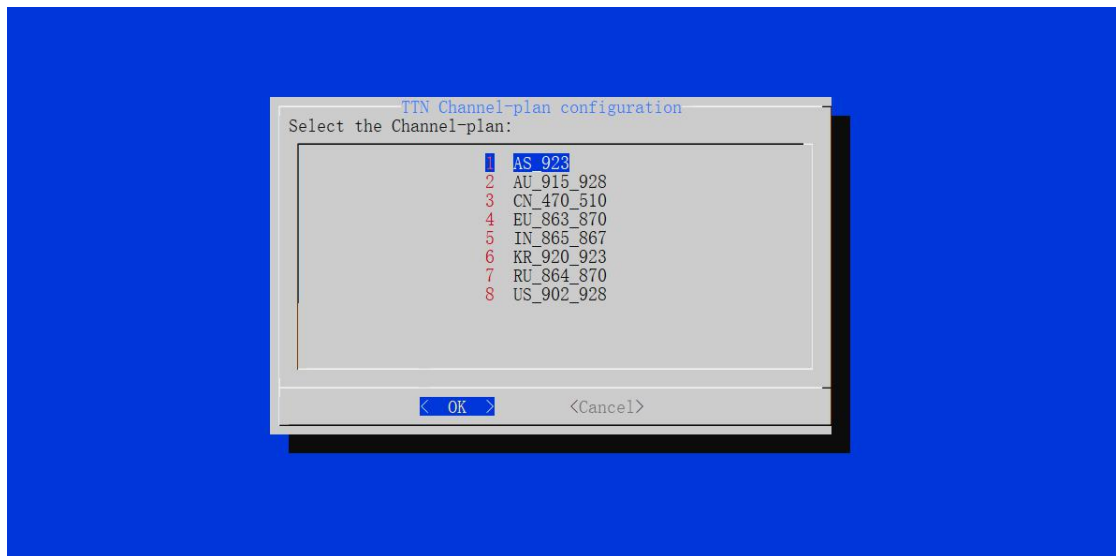 TTN Channel-plan configuration
Select the Channel-plan:
1 AS_923
2 AU_915_928
3 CN_470_510
4 EU_863_870
5 IN_865_867
6 KR_920_923
7 RU_864_870
8 US_902_928
< OK > <Cancel>